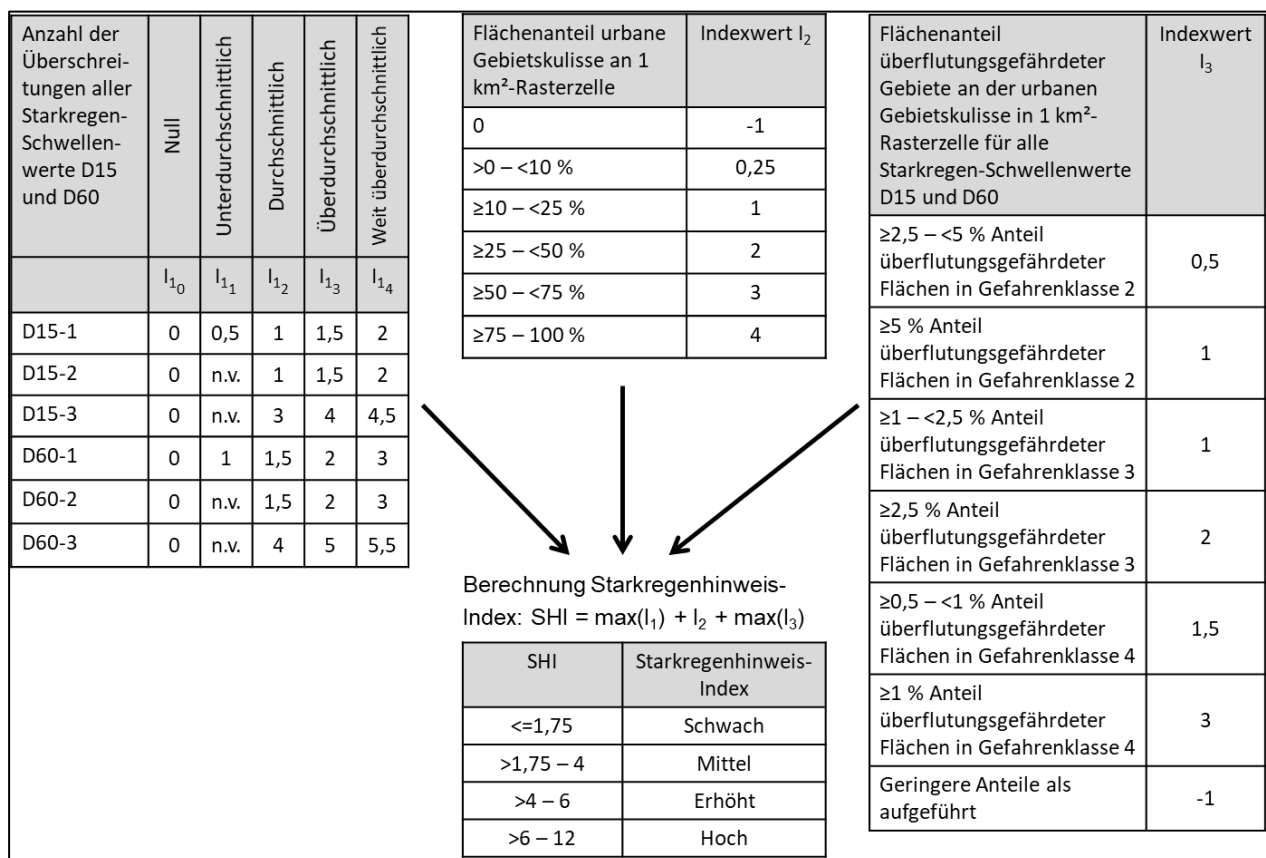 Anzahl der
Überschrei-
tungen aller
Starkregen-
Schwellen-
werte D15
und D60
Null
Unterdurchschnittlich
Durchschnittlich
Überdurchschnittlich
Weit überdurchschnittlich
I₁₀ I₁₁ I₁₂ I₁₃ I₁₄
D15-1 0 0,5 1 1,5 2
D15-2 0 n.v. 1 1,5 2
D15-3 0 n.v. 3 4 4,5
D60-1 0 1 1,5 2 3
D60-2 0 n.v. 1,5 2 3
D60-3 0 n.v. 4 5 5,5
Flächenanteil urbane
Gebietskulisse an 1
km²-Rasterzelle
Indexwert I₂
0 -1
>0 – <10 % 0,25
≥10 – <25 % 1
≥25 – <50 % 2
≥50 – <75 % 3
≥75 – 100 % 4
Flächenanteil
überflutungsgefährdeter
Gebiete an der urbanen
Gebietskulisse in 1 km²-
Rasterzelle für alle
Starkregen-Schwellenwerte
D15 und D60
Indexwert
I₃
≥2,5 – <5 % Anteil
überflutungsgefährdeter
Flächen in Gefahrenklasse 2
0,5
≥5 % Anteil
überflutungsgefährdeter
Flächen in Gefahrenklasse 2
1
≥1 – <2,5 % Anteil
überflutungsgefährdeter
Flächen in Gefahrenklasse 3
1
≥2,5 % Anteil
überflutungsgefährdeter
Flächen in Gefahrenklasse 3
2
≥0,5 – <1 % Anteil
überflutungsgefährdeter
Flächen in Gefahrenklasse 4
1,5
≥1 % Anteil
überflutungsgefährdeter
Flächen in Gefahrenklasse 4
3
Geringere Anteile als
aufgeführt
-1
Berechnung Starkregenhinweis-
Index: SHI = max(I₁) + I₂ + max(I₃)
SHI
Starkregenhinweis-
Index
<=1,75 Schwach
>1,75 – 4 Mittel
>4 – 6 Erhöht
>6 – 12 Hoch